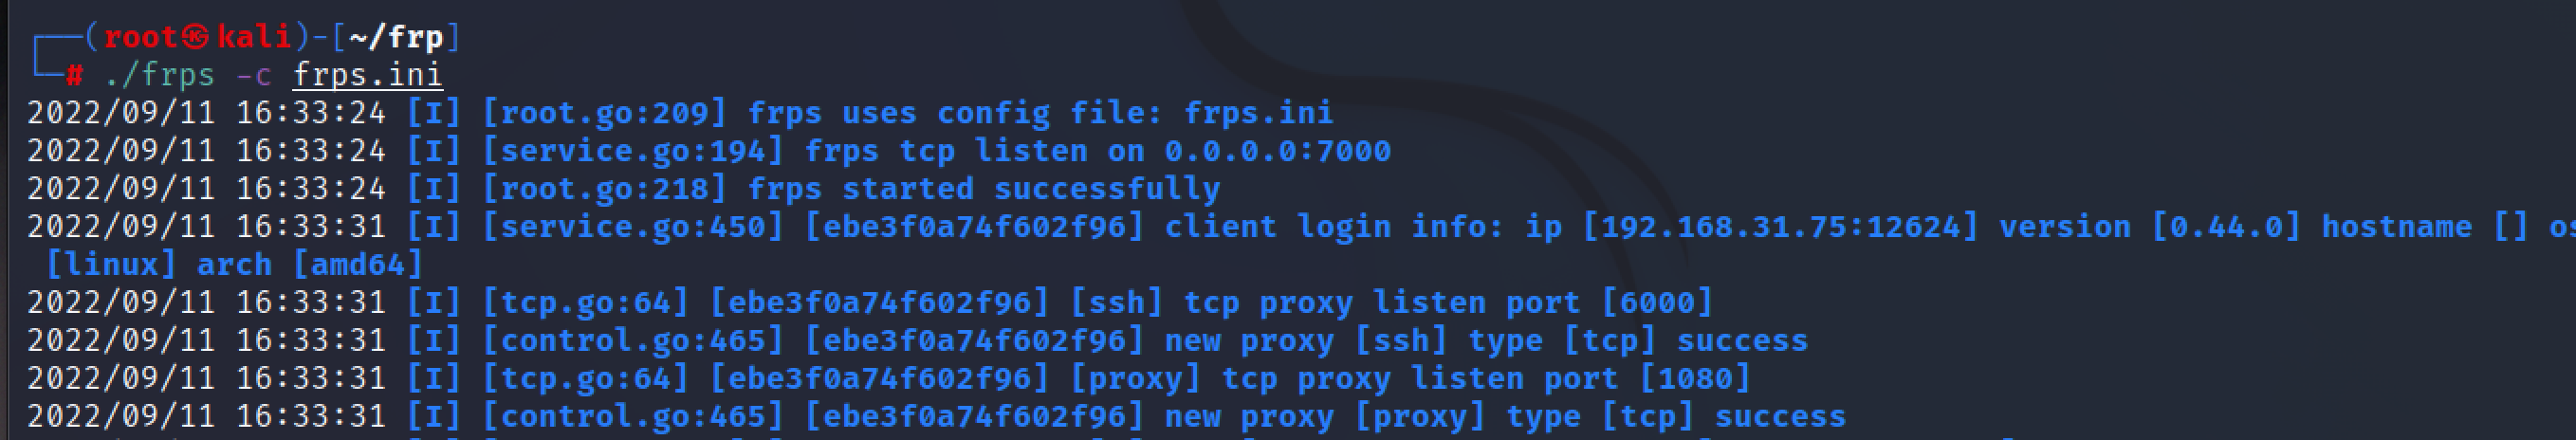 ┌──(root㉿kali)-[~/frp]
└─# ./frps -c frps.ini
2022/09/11 16:33:24 [I] [root.go:209] frps uses config file: frps.ini
2022/09/11 16:33:24 [I] [service.go:194] frps tcp listen on 0.0.0.0:7000
2022/09/11 16:33:24 [I] [root.go:218] frps started successfully
2022/09/11 16:33:31 [I] [service.go:450] [ebe3f0a74f602f96] client login info: ip [192.168.31.75:12624] version [0.44.0] hostname [] os
[linux] arch [amd64]
2022/09/11 16:33:31 [I] [tcp.go:64] [ebe3f0a74f602f96] [ssh] tcp proxy listen port [6000]
2022/09/11 16:33:31 [I] [control.go:465] [ebe3f0a74f602f96] new proxy [ssh] type [tcp] success
2022/09/11 16:33:31 [I] [tcp.go:64] [ebe3f0a74f602f96] [proxy] tcp proxy listen port [1080]
2022/09/11 16:33:31 [I] [control.go:465] [ebe3f0a74f602f96] new proxy [proxy] type [tcp] success